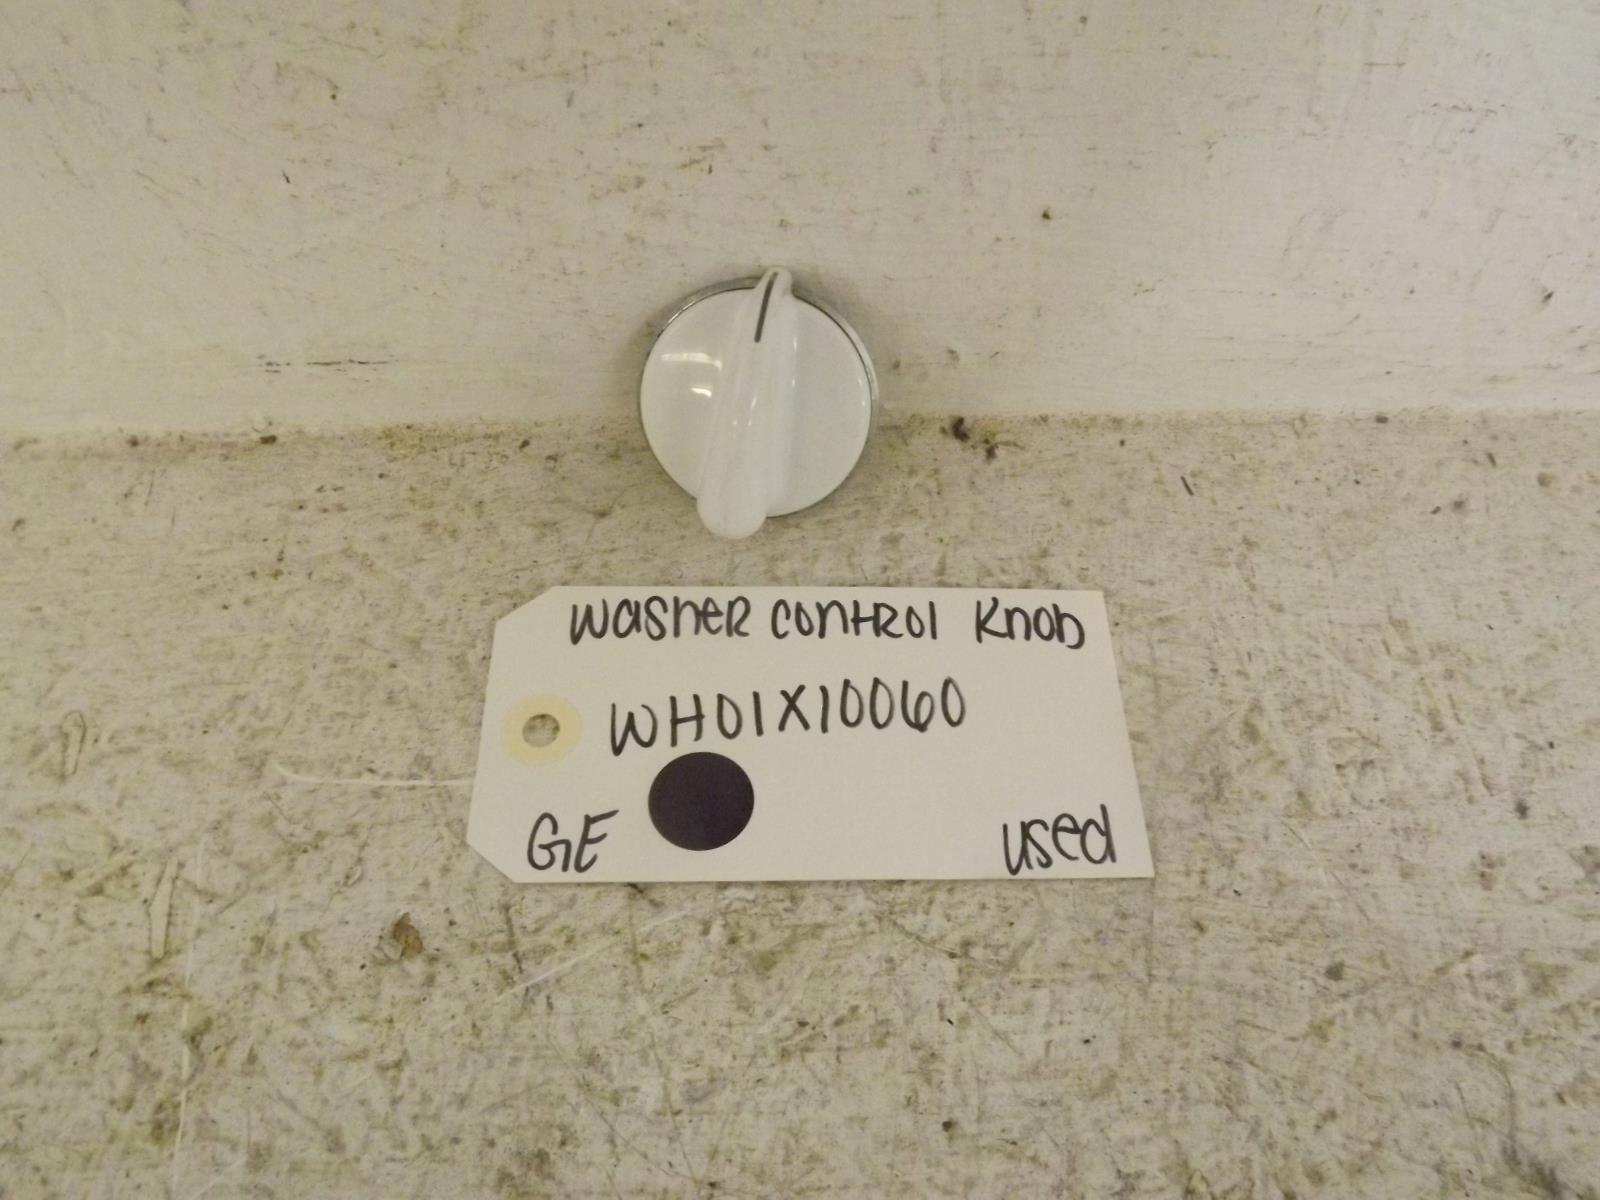 washer control Knob
WH01X10060
GE
used